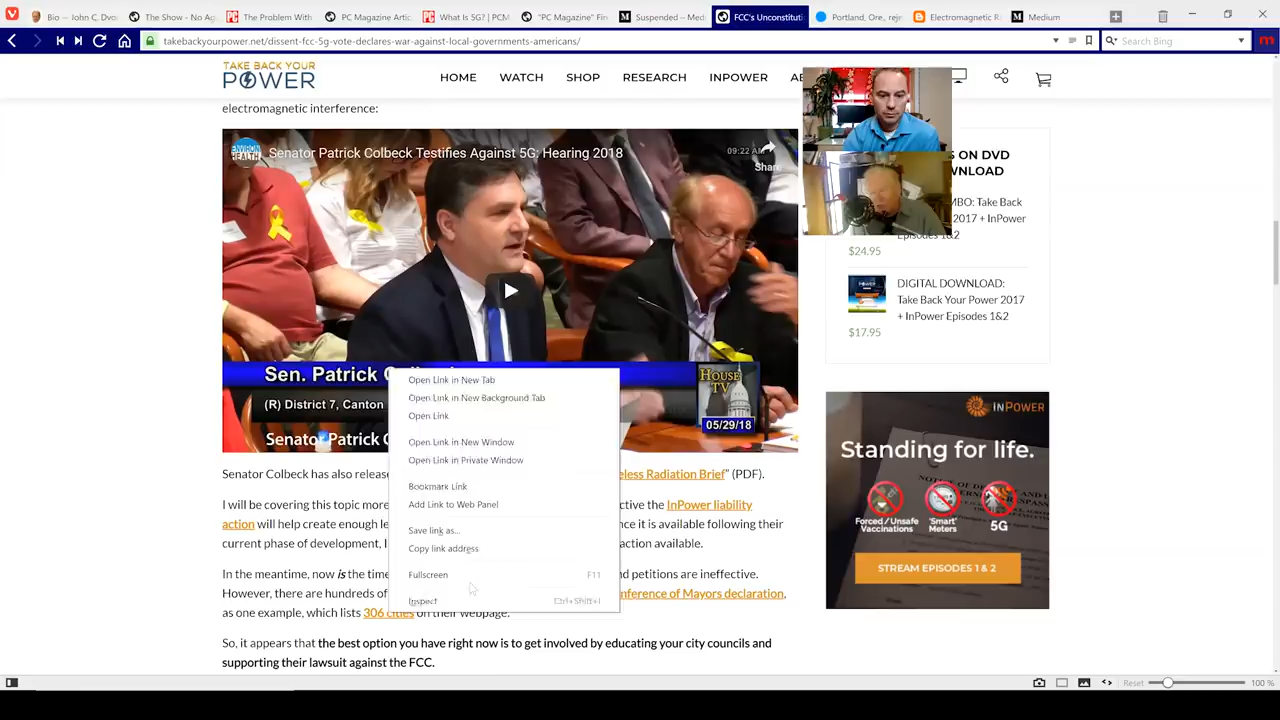 Bio — John C. Dvo
The Show - No Ag
The Problem With
PC Magazine Artic
What Is 5G? | PCM
"PC Magazine" Fir
Suspended – Med
FCC's Unconstituti
Portland, Ore., reje
Electromagnetic R
Medium
takebackyourpower.net/dissent-fcc-5g-vote-declares-war-against-local-governments-americans/
Search Bing
TAKE BACK YOUR
POWER
HOME
WATCH
SHOP
RESEARCH
INPOWER
electromagnetic interference:
ENVIRON
HEALTH
Senator Patrick Colbeck Testifies Against 5G: Hearing 2018
Share
Sen. Patrick
(R) District 7, Canton
Senator Patrick C
HOUSE
TV
05/29/18
Open Link in New Tab
Open Link in New Background Tab
Open Link
Open Link in New Window
Open Link in Private Window
Bookmark Link
Add Link to Web Panel
Save link as...
Copy link address
Fullscreen F11
Inspect Ctrl+Shift+I
Senator Colbeck has also releas eless Radiation Brief" (PDF).
I will be covering this topic more ctive the InPower liability
action will help create enough le nce it is available following their
current phase of development, I action available.
In the meantime, now is the time nd petitions are ineffective.
However, there are hundreds of nference of Mayors declaration,
as one example, which lists 306 cities on their webpage.
So, it appears that the best option you have right now is to get involved by educating your city councils and
supporting their lawsuit against the FCC.
S ON DVD
WNLOAD
MBO: Take Back
2017 + InPower
Episodes 1&2
$24.95
DIGITAL DOWNLOAD:
Take Back Your Power 2017
+ InPower Episodes 1&2
$17.95
INPOWER
Standing for life.
Forced / Unsafe
Vaccinations
'Smart'
Meters
5G
STREAM EPISODES 1 & 2
Reset
100 %